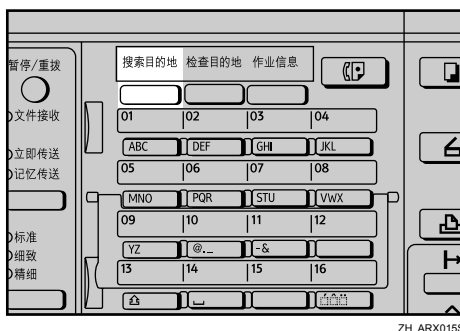 暂停/重拨
搜索目的地 检查目的地 作业信息
文件接收
01 02 03 04
立即传送
ABC DEF GHI JKL
记忆传送
05 06 07 08
MNO PQR STU VWX
09 10 11 12
标准
YZ @._ -&
细致
精细
13 14 15 16
ZH_ARX015S